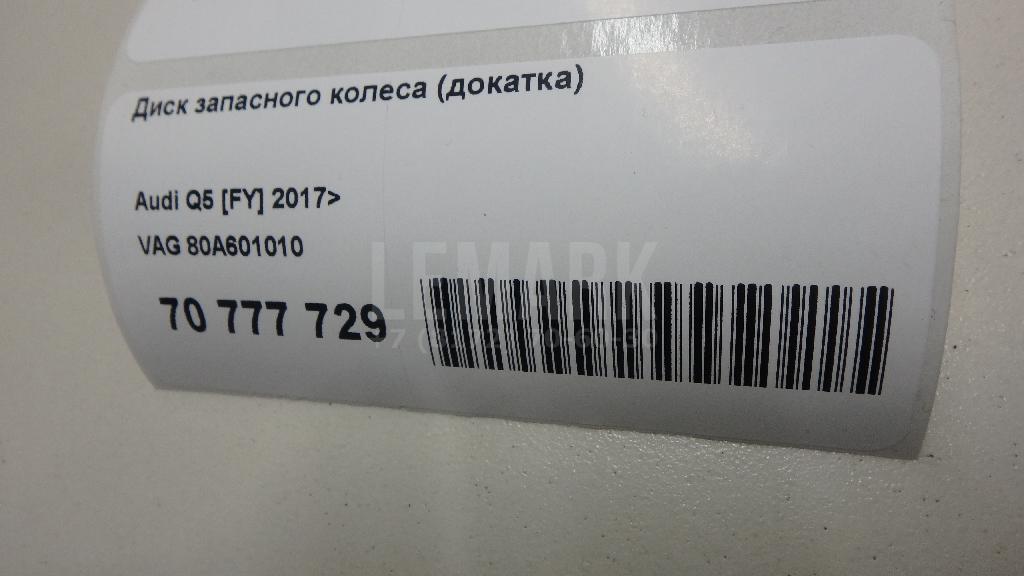 Диск запасного колеса (докатка)
Audi Q5 [FY] 2017>
VAG 80A601010
LEMARK
70 777 729